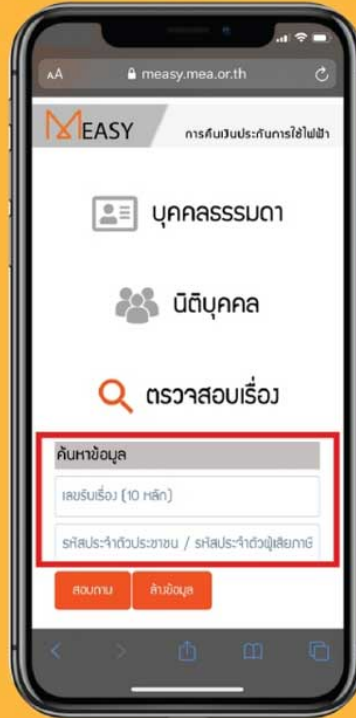 AA measy.mea.or.th
MEASY การคืนเงินประกันการใช้ไฟฟ้า
บุคคลธรรมดา
นิติบุคคล
ตรวจสอบเรื่อง
ค้นหาข้อมูล
เลขรับเรื่อง (10 หลัก)
รหัสประจำตัวประชาชน / รหัสประจำตัวผู้เสียภาษี
สอบถาม ล้างข้อมูล